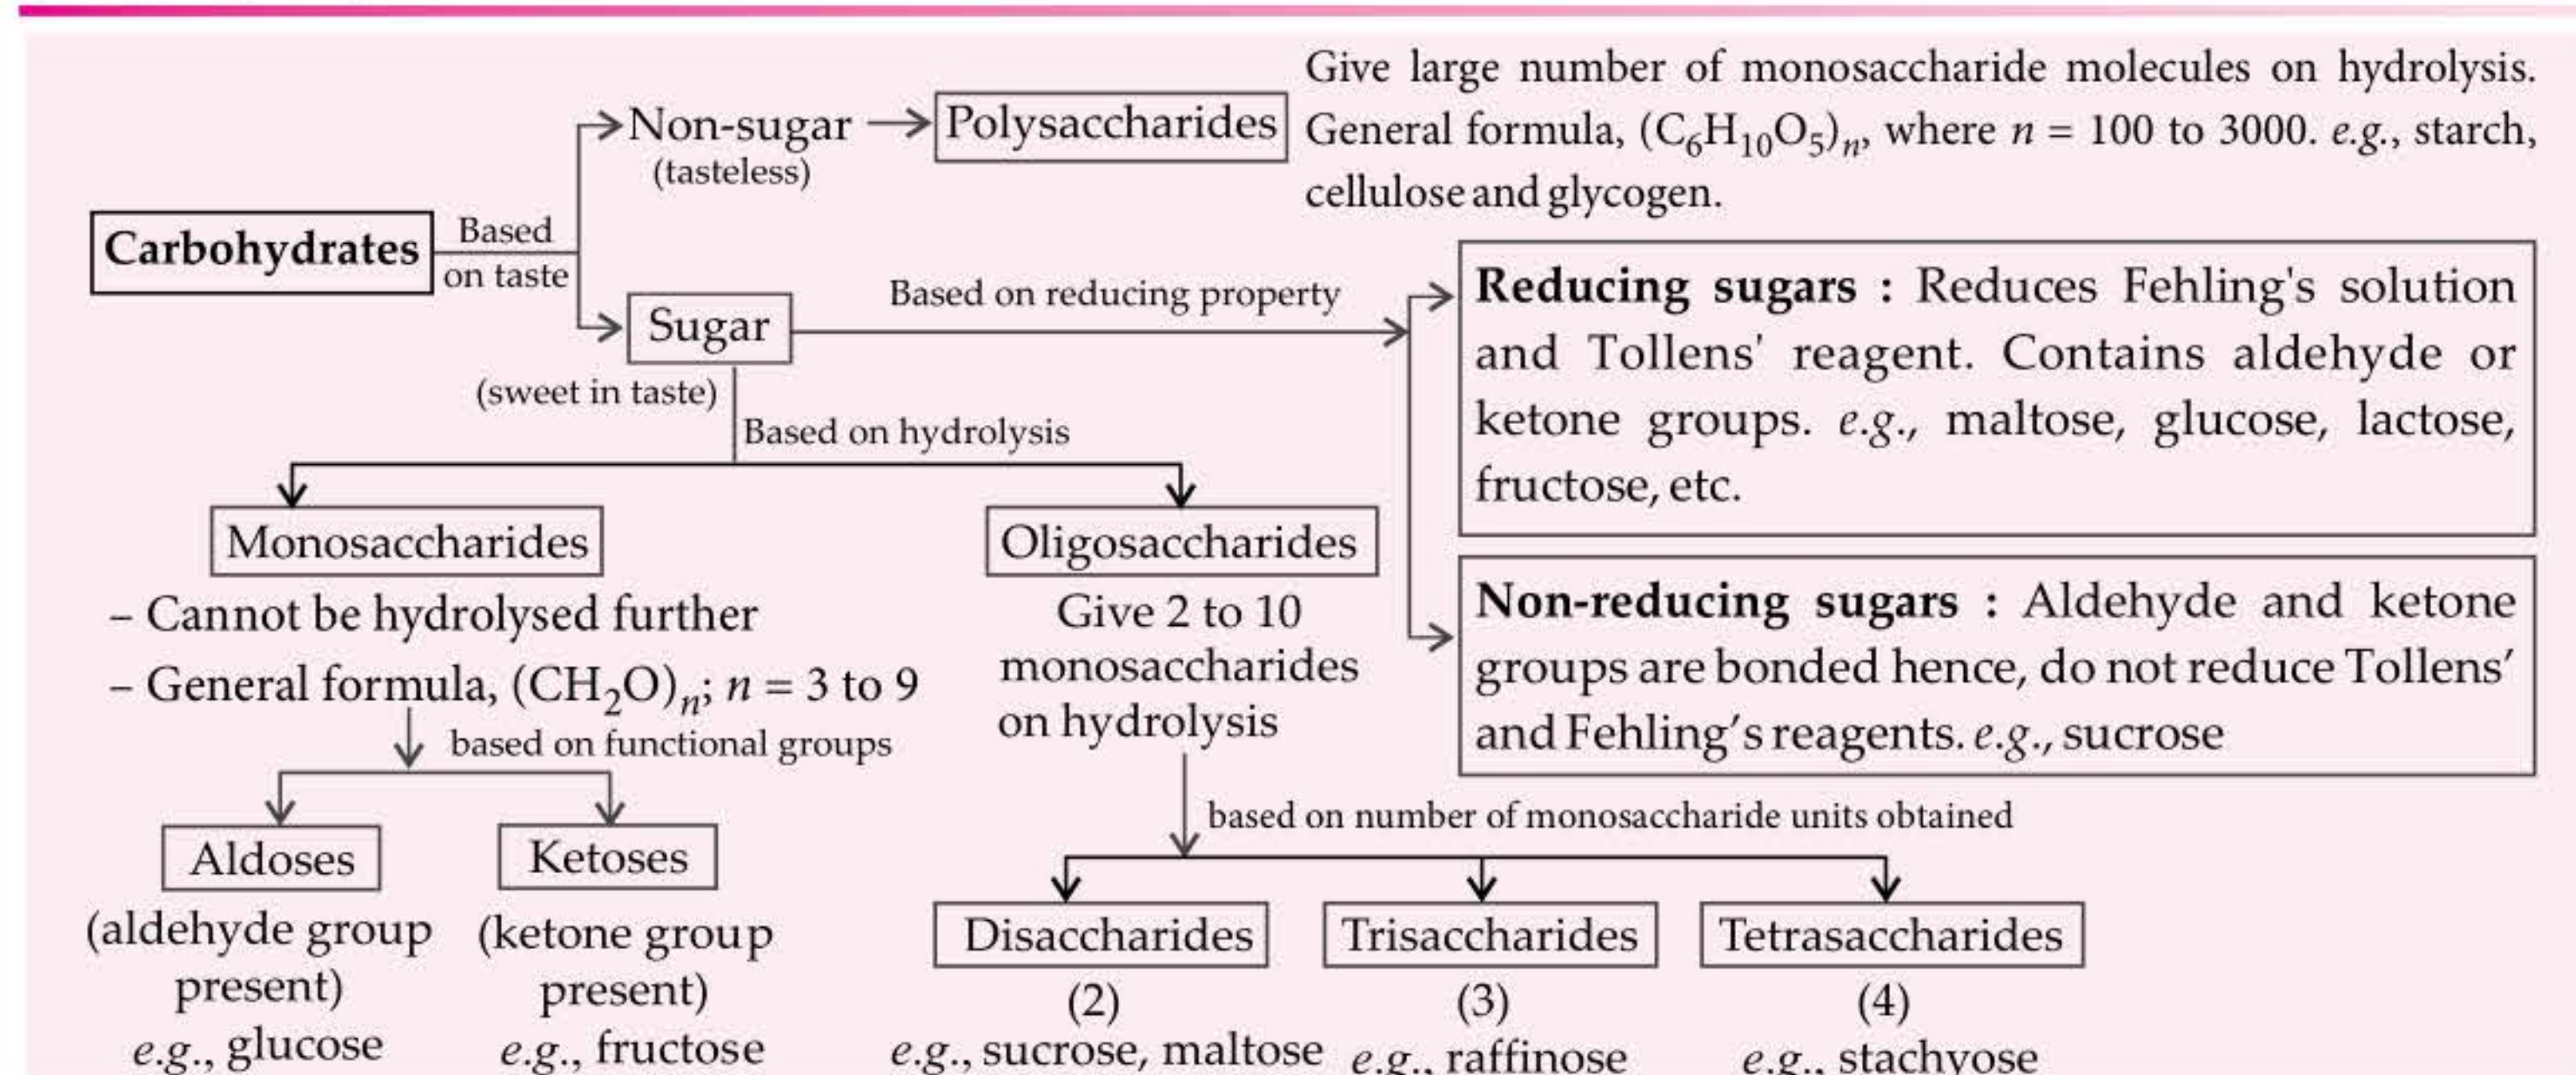 Give large number of monosaccharide molecules on hydrolysis.
Non-sugar
Polysaccharides
General formula, (C6H10O5)n, where n = 100 to 3000. e.g., starch,
(tasteless)
cellulose and glycogen.
Carbohydrates
Based
on taste
Sugar
(sweet in taste)
Based on reducing property
Reducing sugars : Reduces Fehling's solution
and Tollens' reagent. Contains aldehyde or
ketone groups. e.g., maltose, glucose, lactose,
fructose, etc.
Non-reducing sugars : Aldehyde and ketone
groups are bonded hence, do not reduce Tollens'
and Fehling's reagents. e.g., sucrose
Based on hydrolysis
Monosaccharides
– Cannot be hydrolysed further
– General formula, (CH2O)n; n = 3 to 9
based on functional groups
Aldoses
(aldehyde group
present)
e.g., glucose
Ketoses
(ketone group
present)
e.g., fructose
Oligosaccharides
Give 2 to 10
monosaccharides
on hydrolysis
based on number of monosaccharide units obtained
Disaccharides
(2)
e.g., sucrose, maltose
Trisaccharides
(3)
e.g., raffinose
Tetrasaccharides
(4)
e.g., stachyose